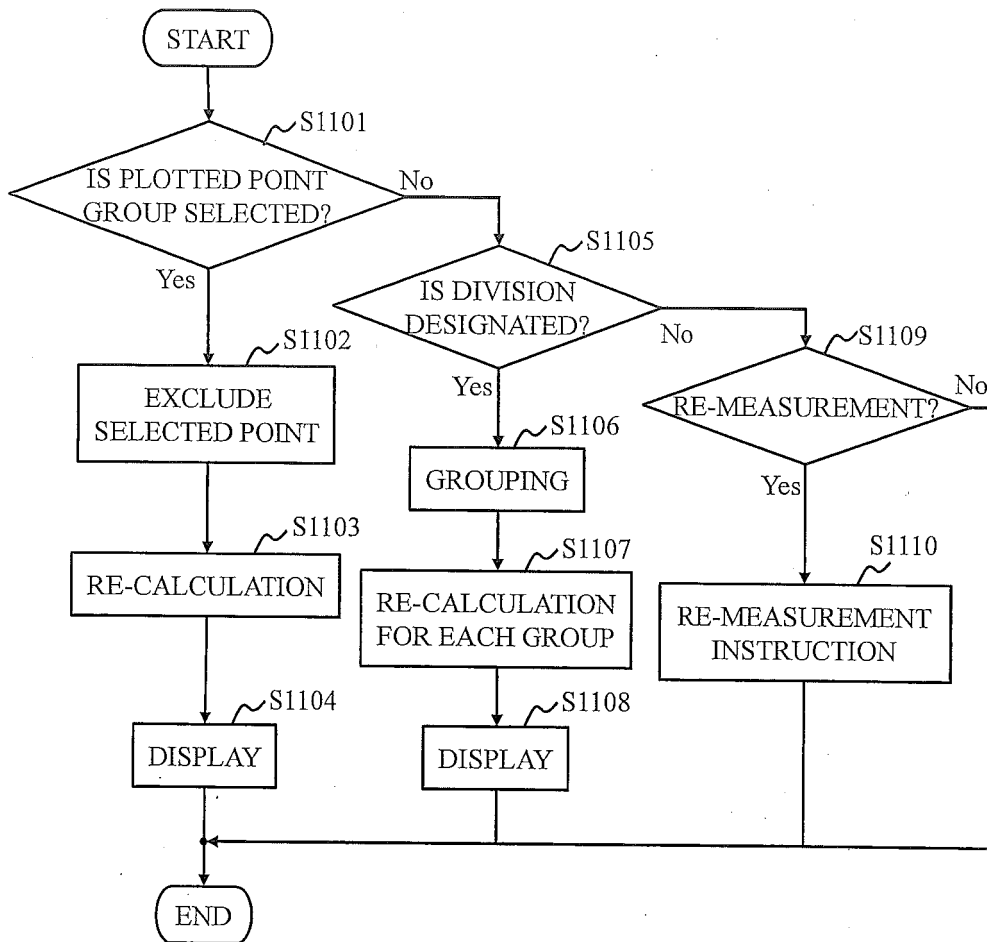 START
S1101
IS PLOTTED POINT
GROUP SELECTED?
No
Yes
S1105
IS DIVISION
DESIGNATED?
No
Yes
S1109
RE-MEASUREMENT?
No
Yes
S1102
EXCLUDE
SELECTED POINT
S1106
GROUPING
S1103
RE-CALCULATION
S1107
RE-CALCULATION
FOR EACH GROUP
S1110
RE-MEASUREMENT
INSTRUCTION
S1104
DISPLAY
S1108
DISPLAY
END